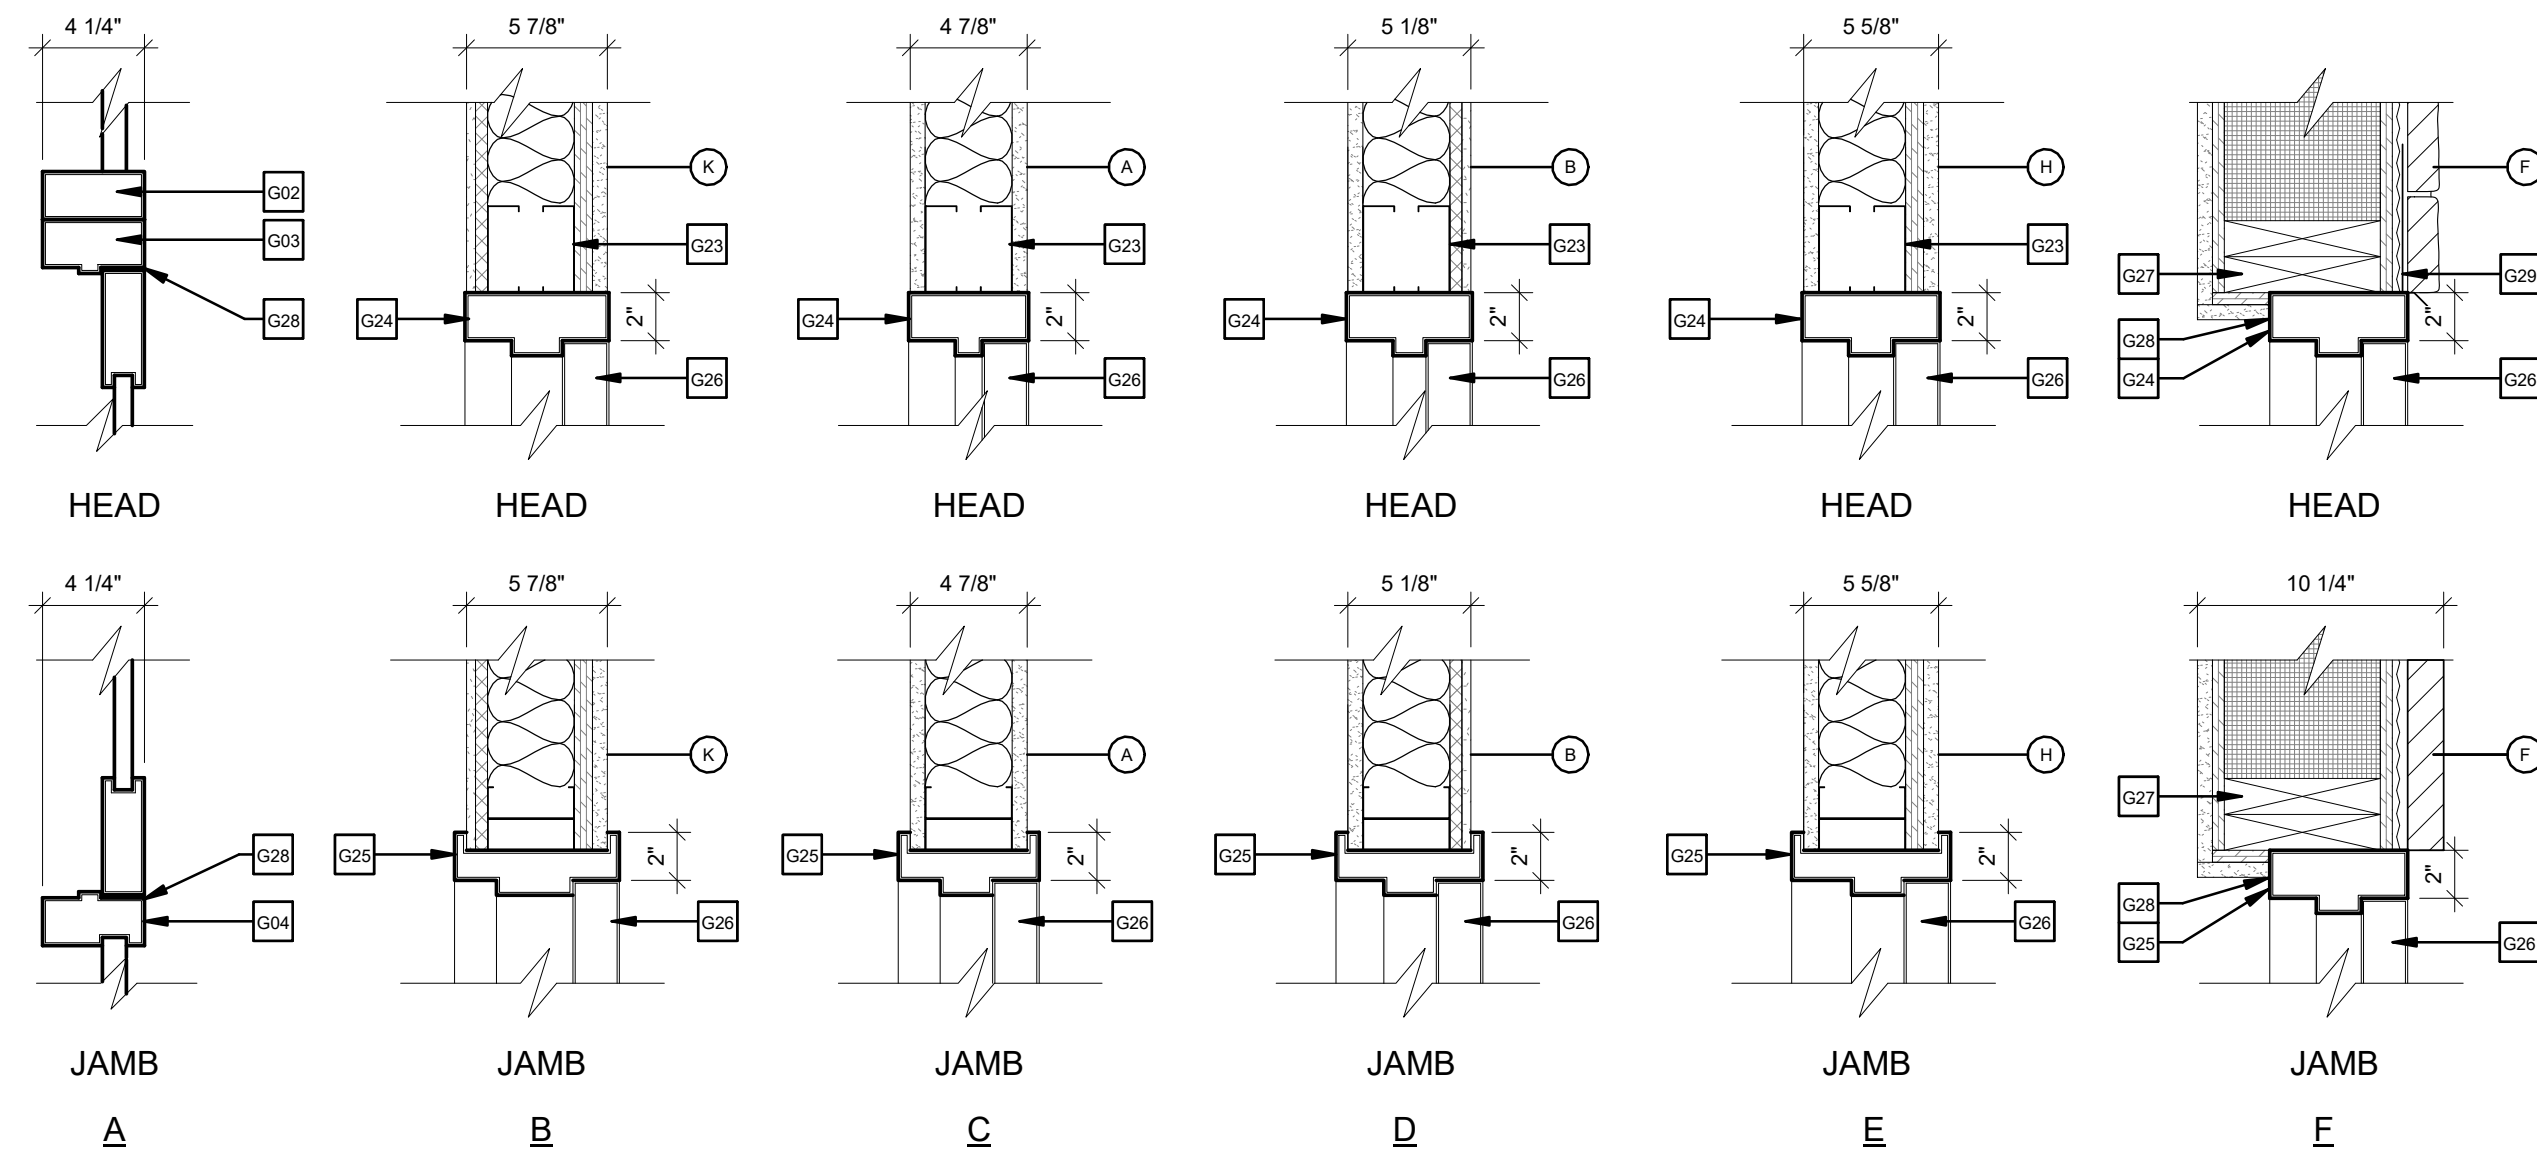 4 1/4"
5 7/8"
4 7/8"
5 1/8"
5 5/8"
K
A
B
H
F
G02
G03
G28
G23
G24
2"
G26
G23
G24
2"
G26
G23
G24
2"
G26
G23
G24
2"
G26
G27
G29
G28
G24
2"
G26
HEAD
HEAD
HEAD
HEAD
HEAD
HEAD
4 1/4"
5 7/8"
4 7/8"
5 1/8"
5 5/8"
10 1/4"
K
A
B
H
F
G28
G04
G25
2"
G26
G25
2"
G26
G25
2"
G26
G25
2"
G26
G27
G28
G25
2"
G26
JAMB
JAMB
JAMB
JAMB
JAMB
JAMB
A
B
C
D
E
F